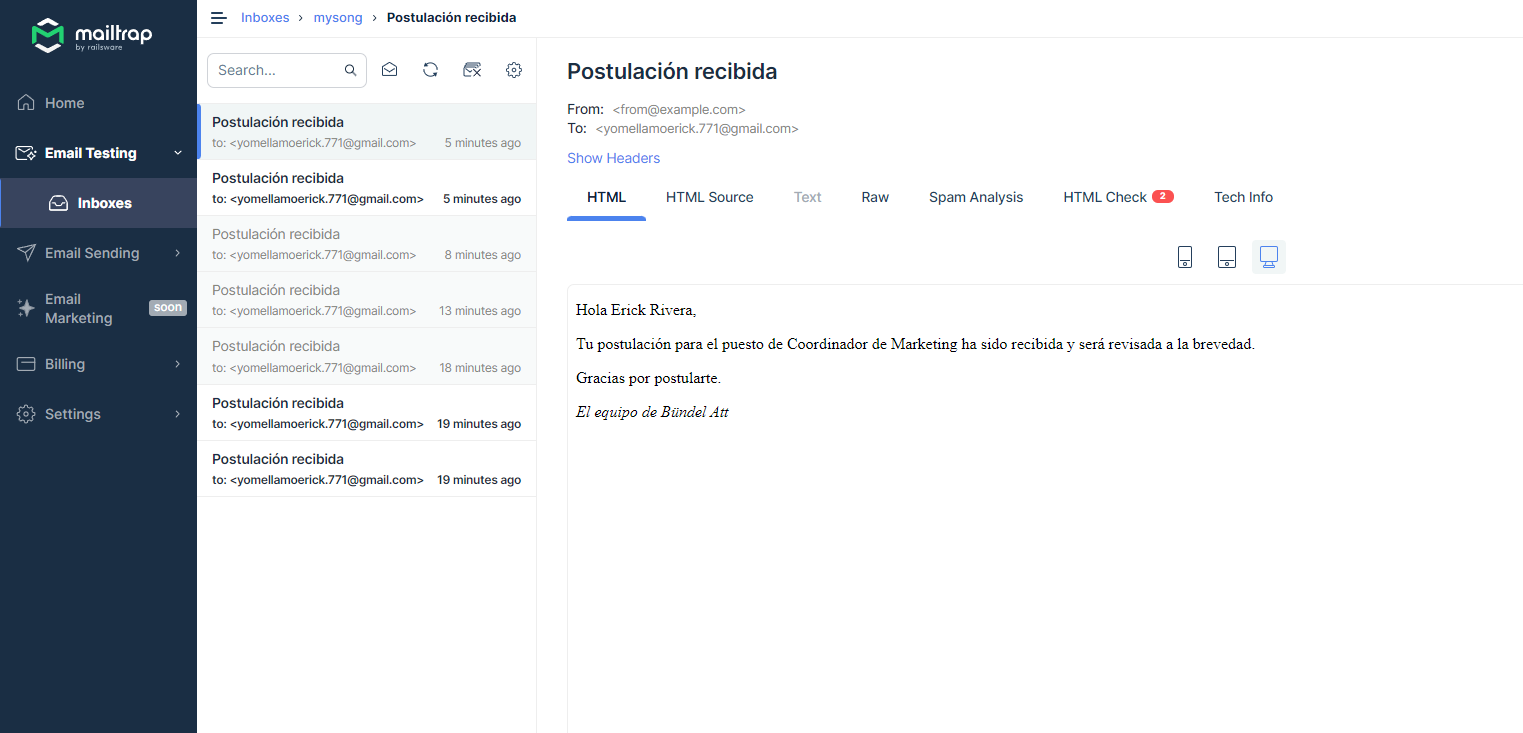 mailtrap
by railsware
Home
Email Testing
Inboxes
Email Sending
Email
Marketing
soon
Billing
Settings
Inboxes › mysong › Postulación recibida
Search...
Postulación recibida
to: <yomellamoerick.771@gmail.com> 5 minutes ago
Postulación recibida
to: <yomellamoerick.771@gmail.com> 5 minutes ago
Postulación recibida
to: <yomellamoerick.771@gmail.com> 8 minutes ago
Postulación recibida
to: <yomellamoerick.771@gmail.com> 13 minutes ago
Postulación recibida
to: <yomellamoerick.771@gmail.com> 18 minutes ago
Postulación recibida
to: <yomellamoerick.771@gmail.com> 19 minutes ago
Postulación recibida
to: <yomellamoerick.771@gmail.com> 19 minutes ago
Postulación recibida
From: <from@example.com>
To: <yomellamoerick.771@gmail.com>
Show Headers
HTML HTML Source Text Raw Spam Analysis HTML Check 2 Tech Info
Hola Erick Rivera,
Tu postulación para el puesto de Coordinador de Marketing ha sido recibida y será revisada a la brevedad.
Gracias por postularte.
El equipo de Bündel Att